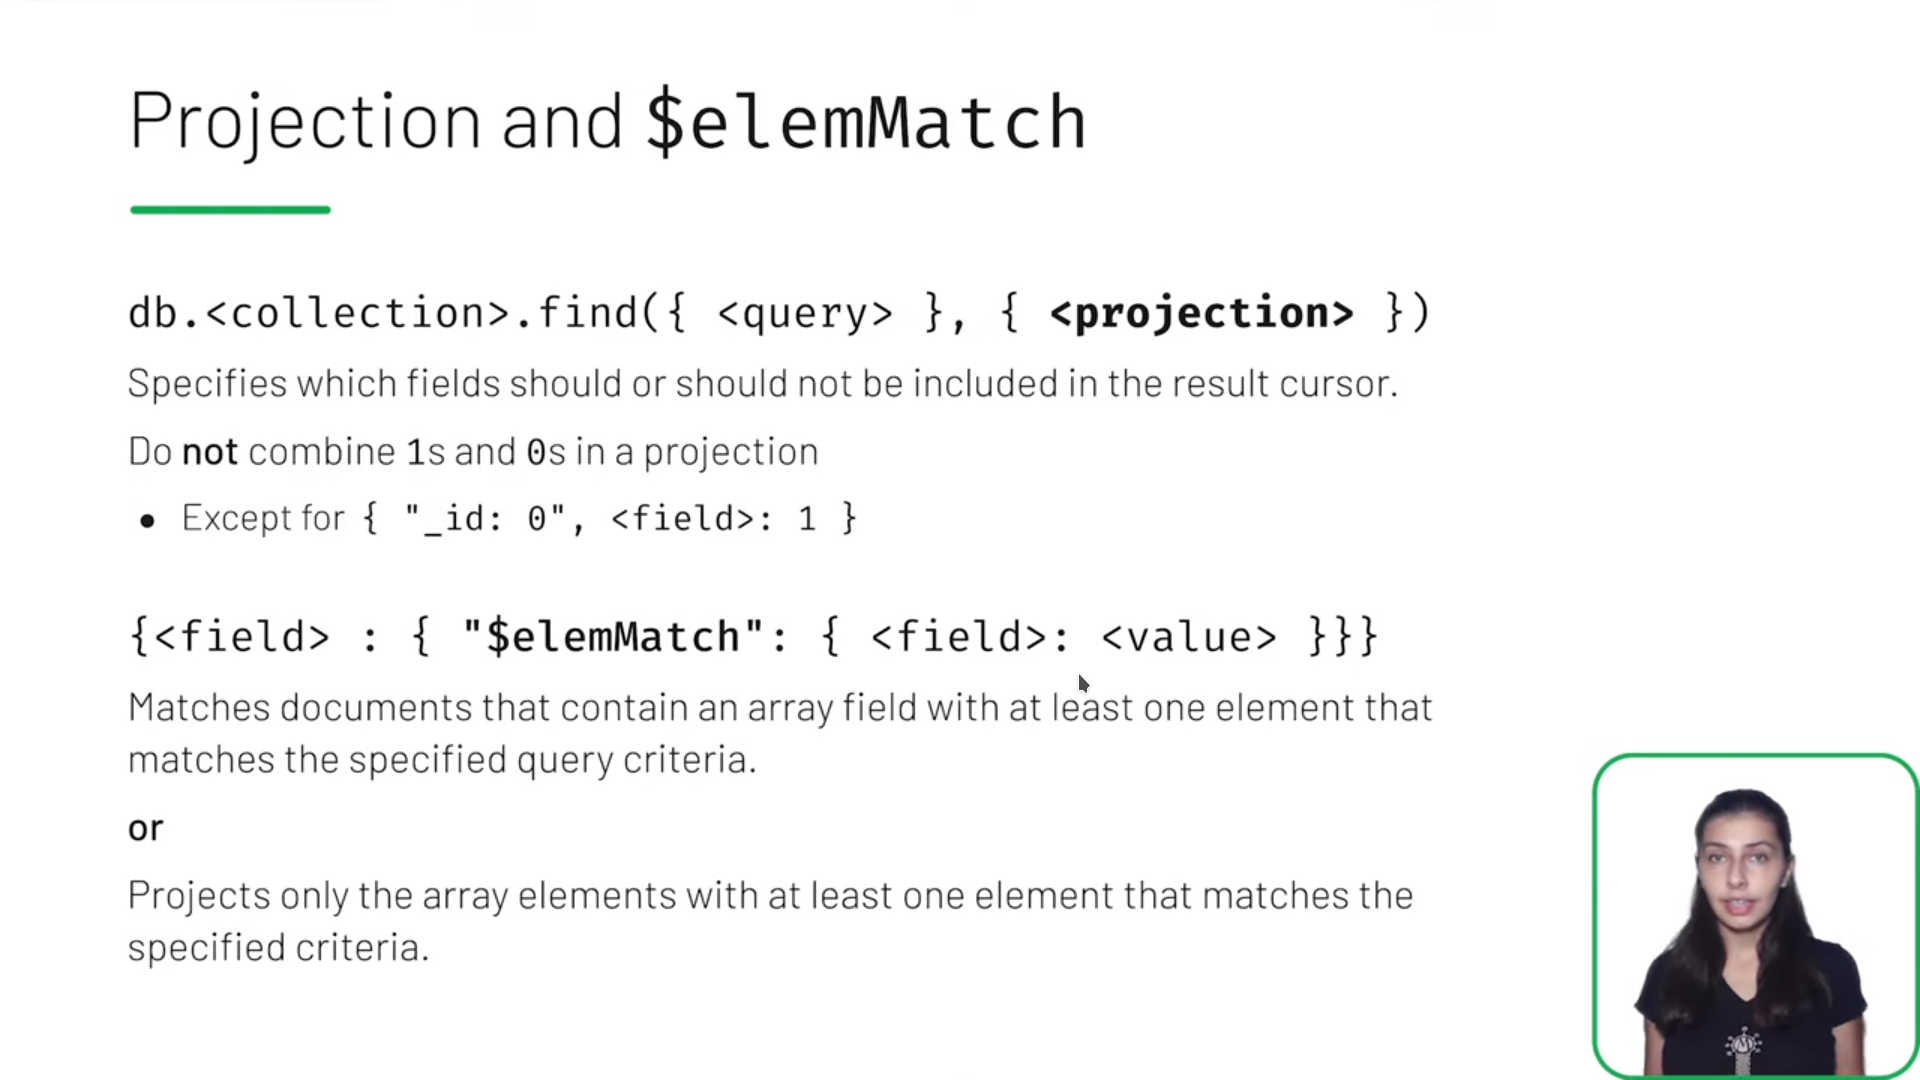 Projection and $elemMatch
db.<collection>.find({ <query> }, { <projection> })
Specifies which fields should or should not be included in the result cursor.
Do not combine 1s and 0s in a projection
● Except for { "_id: 0", <field>: 1 }
{<field> : { "$elemMatch": { <field>: <value> }}}
Matches documents that contain an array field with at least one element that
matches the specified query criteria.
or
Projects only the array elements with at least one element that matches the
specified criteria.